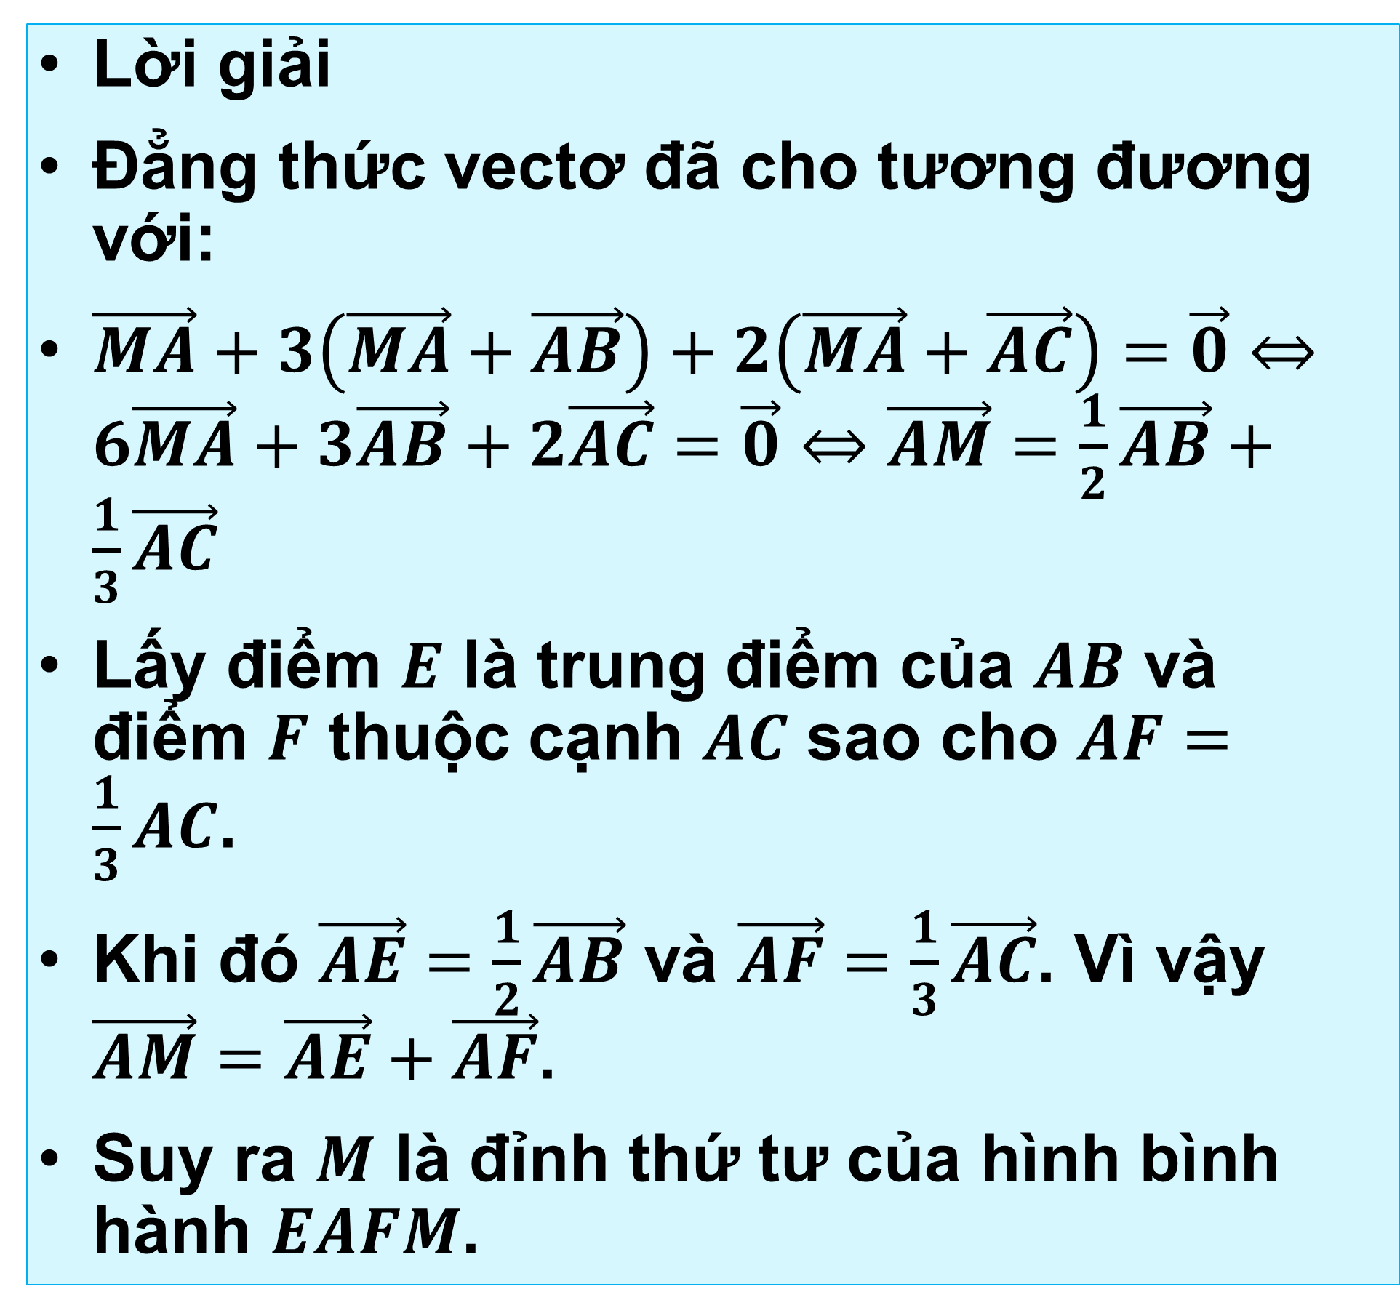 • Lời giải
• Đẳng thức vectơ đã cho tương đương
với:
• $\overrightarrow{MA} + 3(\overrightarrow{MA} + \overrightarrow{AB}) + 2(\overrightarrow{MA} + \overrightarrow{AC}) = \vec{0} \Leftrightarrow$
$6\overrightarrow{MA} + 3\overrightarrow{AB} + 2\overrightarrow{AC} = \vec{0} \Leftrightarrow \overrightarrow{AM} = \frac{1}{2}\overrightarrow{AB} +$
$\frac{1}{3}\overrightarrow{AC}$
• Lấy điểm $E$ là trung điểm của $AB$ và
điểm $F$ thuộc cạnh $AC$ sao cho $AF =$
$\frac{1}{3}AC$.
• Khi đó $\overrightarrow{AE} = \frac{1}{2}\overrightarrow{AB}$ và $\overrightarrow{AF} = \frac{1}{3}\overrightarrow{AC}$. Vì vậy
$\overrightarrow{AM} = \overrightarrow{AE} + \overrightarrow{AF}$.
• Suy ra $M$ là đỉnh thứ tư của hình bình
hành $EAFM$.